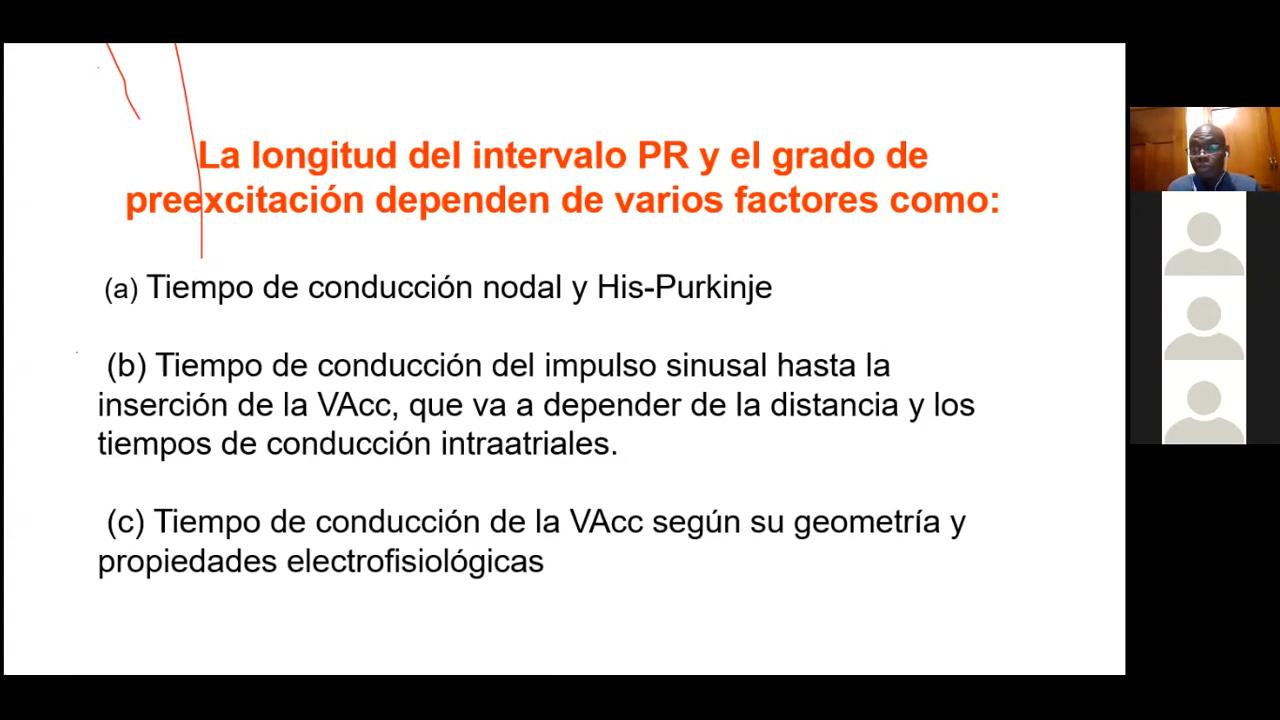 La longitud del intervalo PR y el grado de
preexcitación dependen de varios factores como:
(a) Tiempo de conducción nodal y His-Purkinje
(b) Tiempo de conducción del impulso sinusal hasta la
inserción de la VAcc, que va a depender de la distancia y los
tiempos de conducción intraatriales.
(c) Tiempo de conducción de la VAcc según su geometría y
propiedades electrofisiológicas